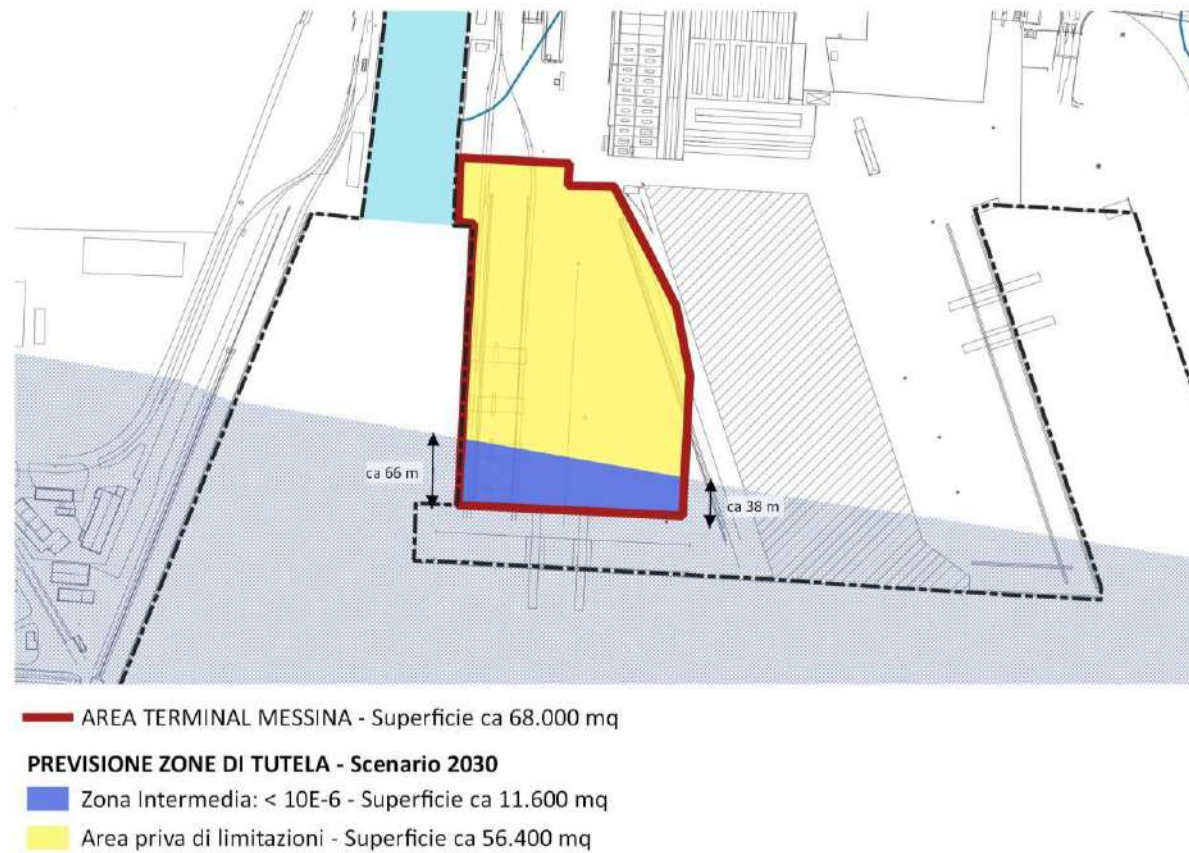 ca 66 m
ca 38 m
AREA TERMINAL MESSINA - Superficie ca 68.000 mq
PREVISIONE ZONE DI TUTELA - Scenario 2030
Zona Intermedia: < 10E-6 - Superficie ca 11.600 mq
Area priva di limitazioni - Superficie ca 56.400 mq